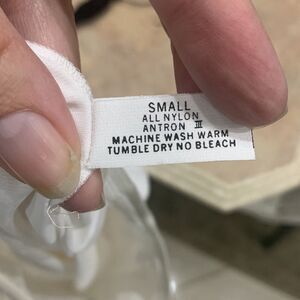 SMALL
ALL NYLON
ANTRON III
MACHINE WASH WARM
TUMBLE DRY NO BLEACH